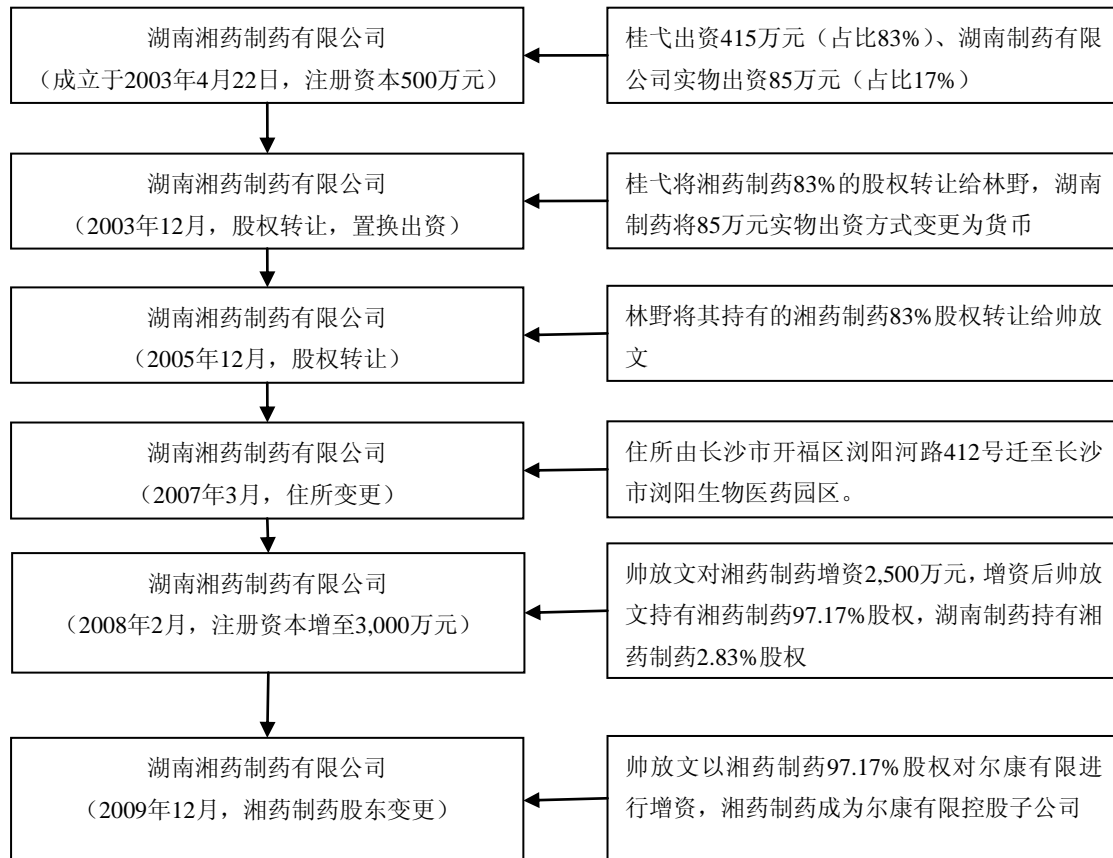 湖南湘药制药有限公司
（成立于2003年4月22日，注册资本500万元）
桂弋出资415万元（占比83%）、湖南制药有限
公司实物出资85万元（占比17%）
湖南湘药制药有限公司
（2003年12月，股权转让，置换出资）
桂弋将湘药制药83%的股权转让给林野，湖南
制药将85万元实物出资方式变更为货币
湖南湘药制药有限公司
（2005年12月，股权转让）
林野将其持有的湘药制药83%股权转让给帅放
文
湖南湘药制药有限公司
（2007年3月，住所变更）
住所由长沙市开福区浏阳河路412号迁至长沙
市浏阳生物医药园区。
湖南湘药制药有限公司
（2008年2月，注册资本增至3,000万元）
帅放文对湘药制药增资2,500万元，增资后帅放
文持有湘药制药97.17%股权，湖南制药持有湘
药制药2.83%股权
湖南湘药制药有限公司
（2009年12月，湘药制药股东变更）
帅放文以湘药制药97.17%股权对尔康有限进
行增资，湘药制药成为尔康有限控股子公司